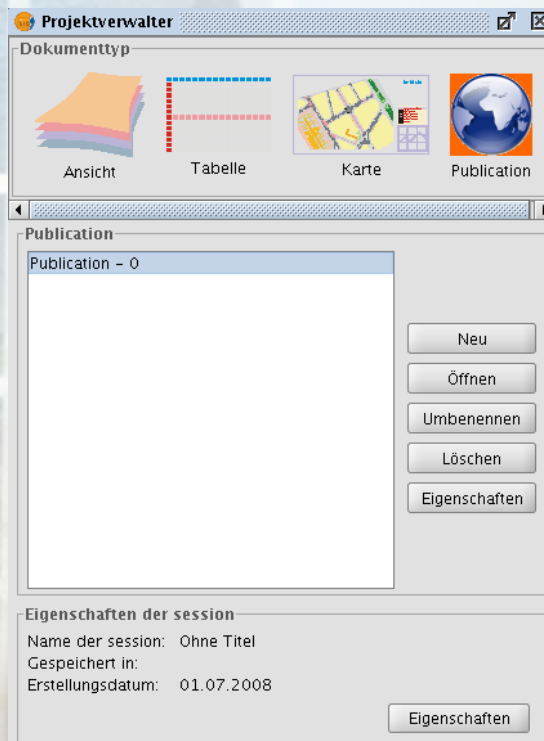 Projektverwalter
Dokumenttyp
Ansicht
Tabelle
Karte
Publication
Publication
Publication – 0
Neu
Öffnen
Umbenennen
Löschen
Eigenschaften
Eigenschaften der session
Name der session: Ohne Titel
Gespeichert in:
Erstellungsdatum: 01.07.2008
Eigenschaften